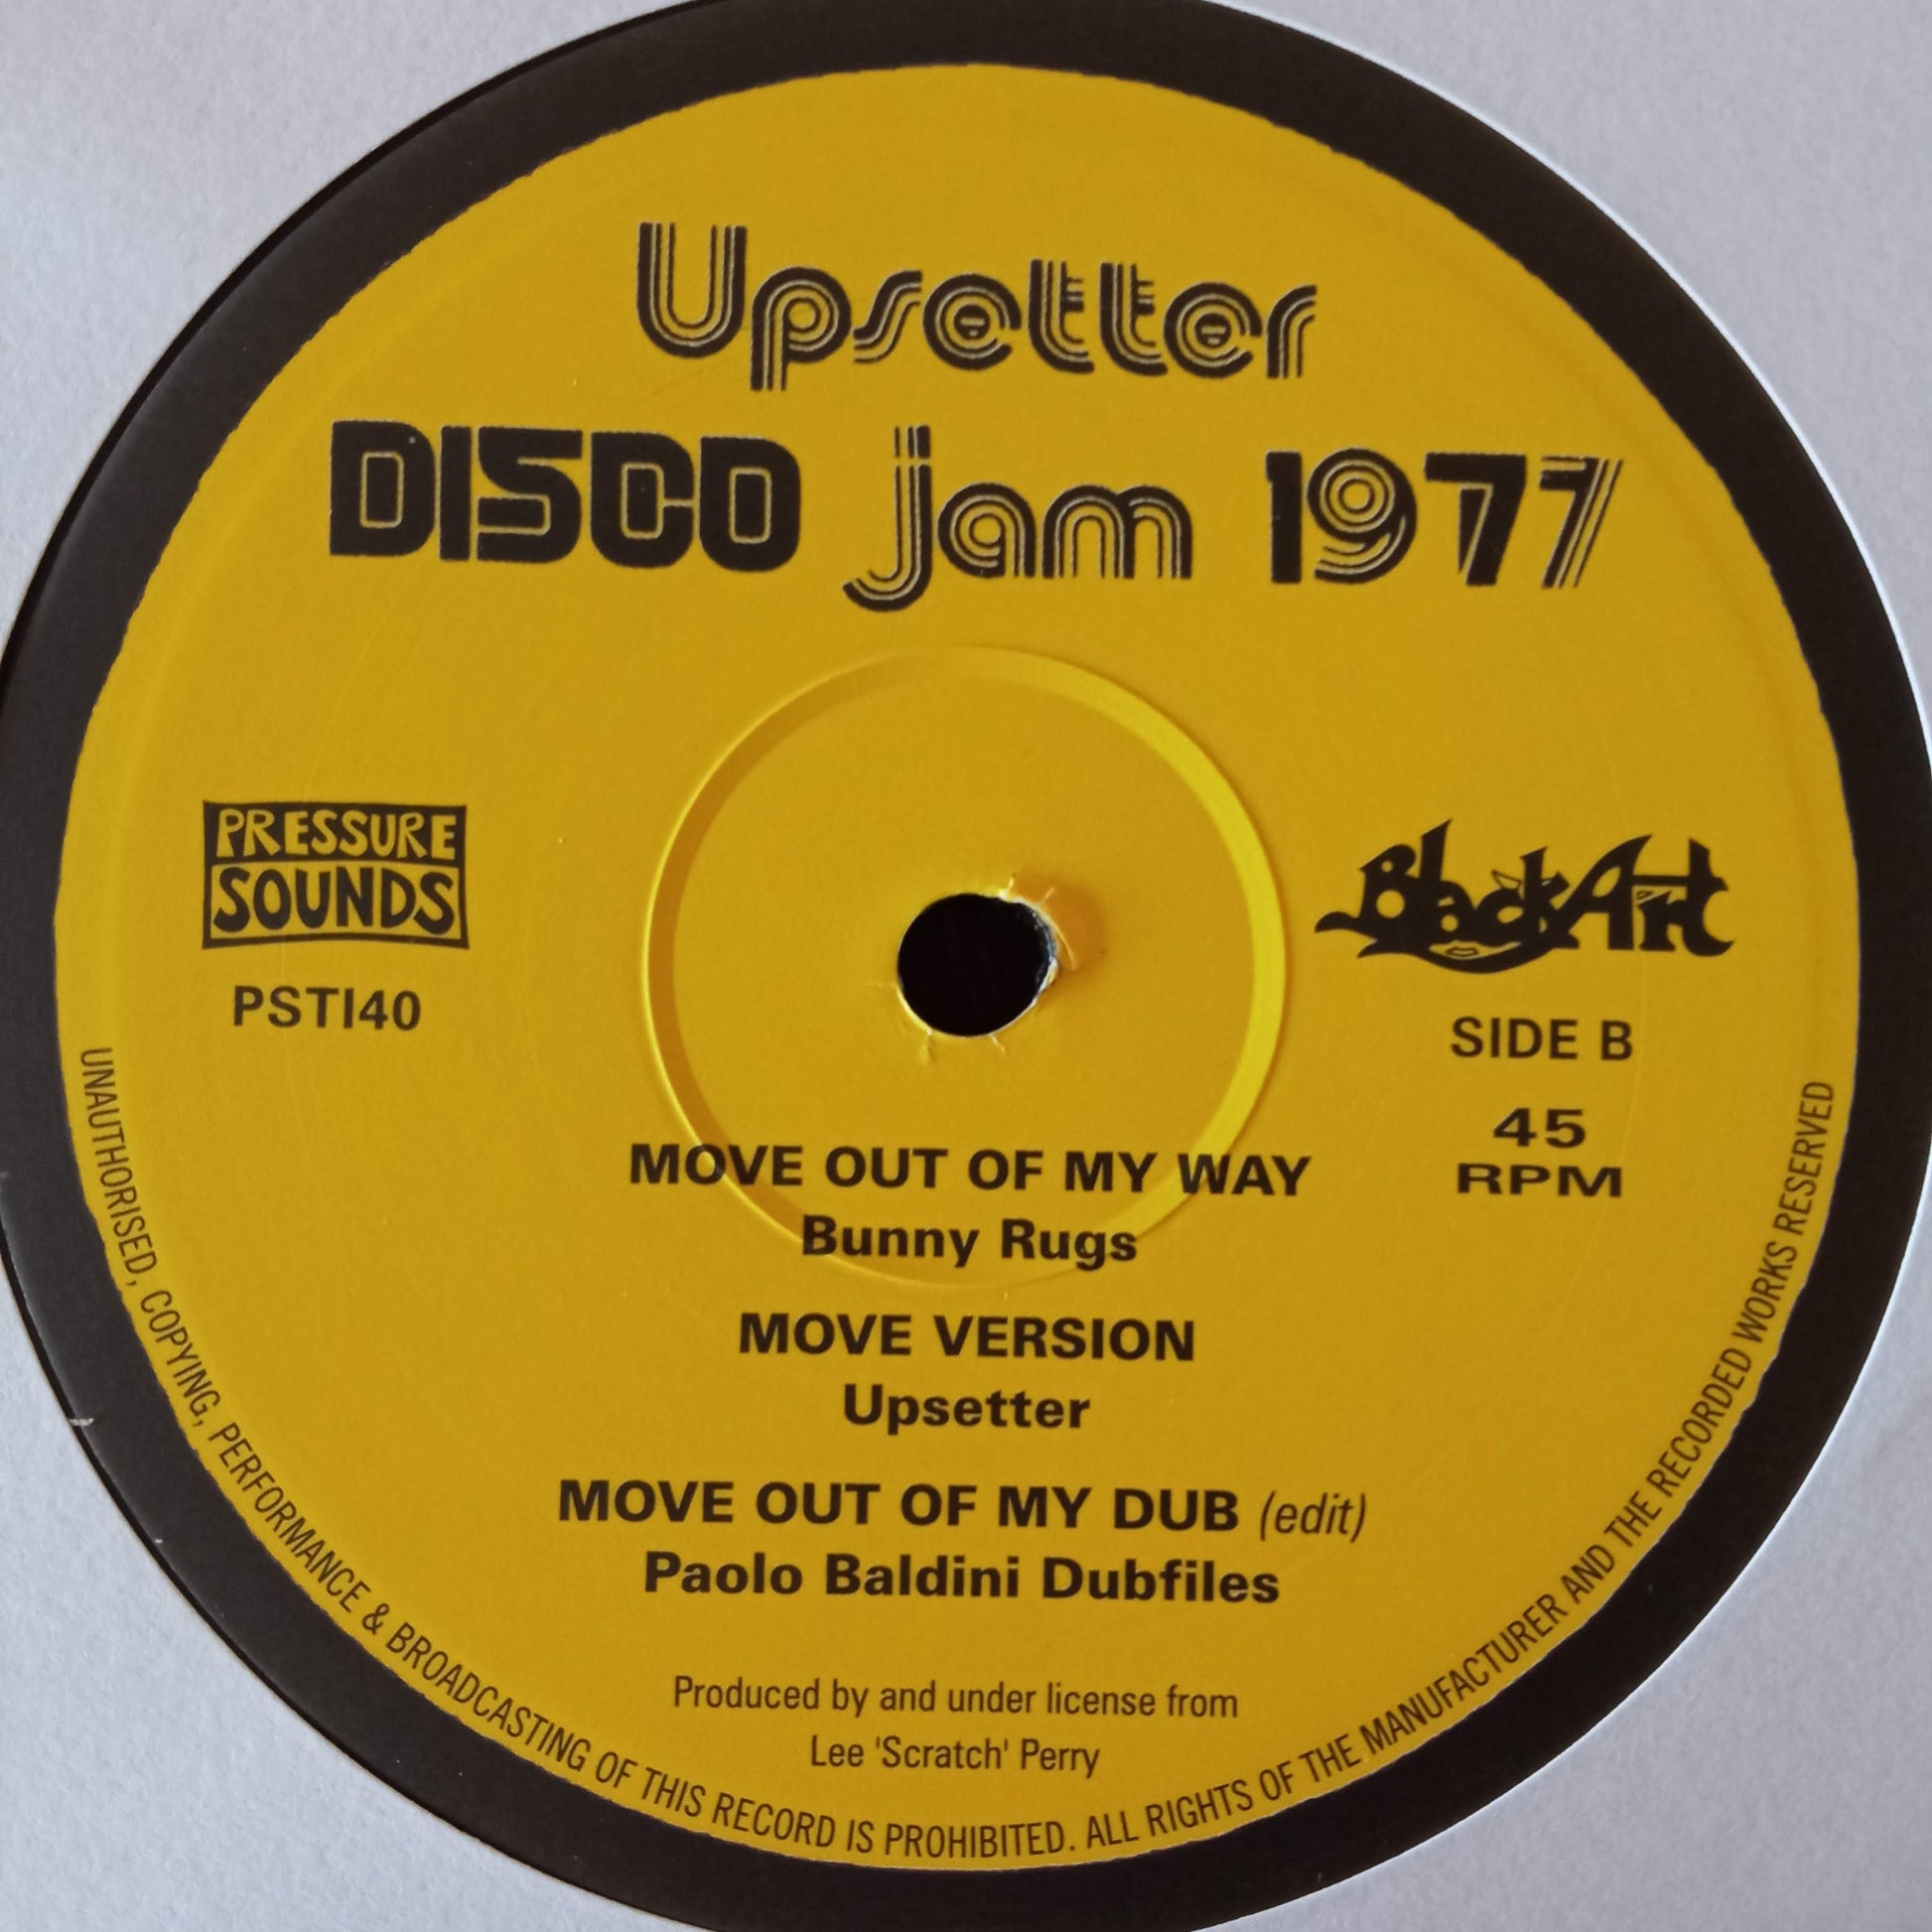 Upsetter
DISCO jam 1977
PRESSURE
SOUNDS
PSTI40
BlackArt
SIDE B
45
RPM
MOVE OUT OF MY WAY
Bunny Rugs
MOVE VERSION
Upsetter
MOVE OUT OF MY DUB (edit)
Paolo Baldini Dubfiles
Produced by and under license from
Lee 'Scratch' Perry
UNAUTHORISED, COPYING, PERFORMANCE & BROADCASTING OF THIS RECORD IS PROHIBITED. ALL RIGHTS OF THE MANUFACTURER AND THE RECORDED WORKS RESERVED